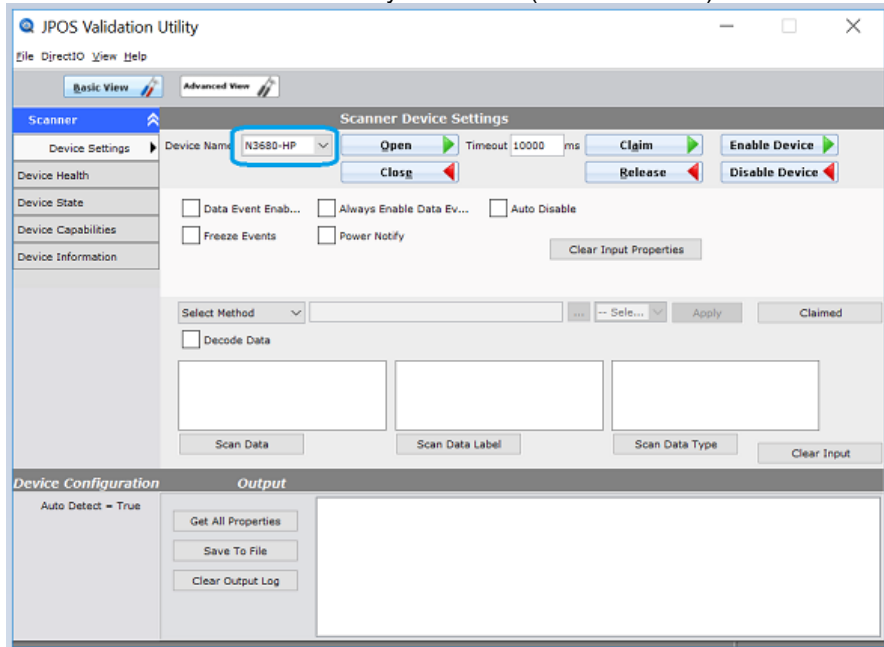 JPOS Validation Utility
File DirectIO View Help
Basic View Advanced View
Scanner Scanner Device Settings
Device Settings Device Name N3680-HP Open Timeout 10000 ms Claim Enable Device
Device Health Close Release Disable Device
Device State Data Event Enab... Always Enable Data Ev... Auto Disable
Device Capabilities Freeze Events Power Notify
Device Information Clear Input Properties
Select Method ... -- Sele... Apply Claimed
Decode Data
Scan Data Scan Data Label Scan Data Type Clear Input
Device Configuration Output
Auto Detect = True
Get All Properties
Save To File
Clear Output Log